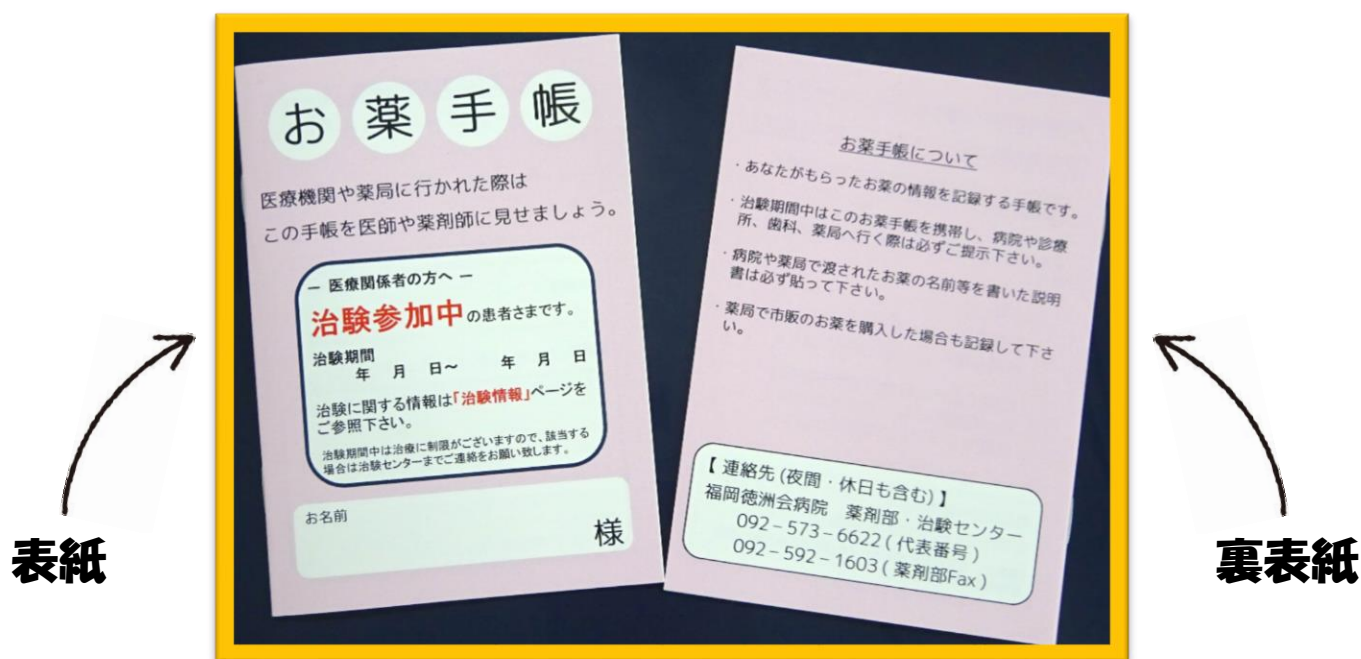 お薬手帳
医療機関や薬局に行かれた際は
この手帳を医師や薬剤師に見せましょう。
− 医療関係者の方へ −
治験参加中の患者さまです。
治験期間
年 月 日～ 年 月 日
治験に関する情報は「治験情報」ページを
ご参照下さい。
治験期間中は治療に制限がございますので、該当する
場合は治験センターまでご連絡をお願い致します。
お名前
様
表紙
お薬手帳について
・あなたがもらったお薬の情報を記録する手帳です。
・治験期間中はこのお薬手帳を携帯し、病院や診療
所、歯科、薬局へ行く際は必ずご提示下さい。
・病院や薬局で渡されたお薬の名前等を書いた説明
書は必ず貼って下さい。
・薬局で市販のお薬を購入した場合も記録して下さ
い。
【 連絡先 (夜間・休日も含む) 】
福岡徳洲会病院 薬剤部・治験センター
092−573−6622 ( 代表番号 )
092−592−1603 ( 薬剤部Fax )
裏表紙